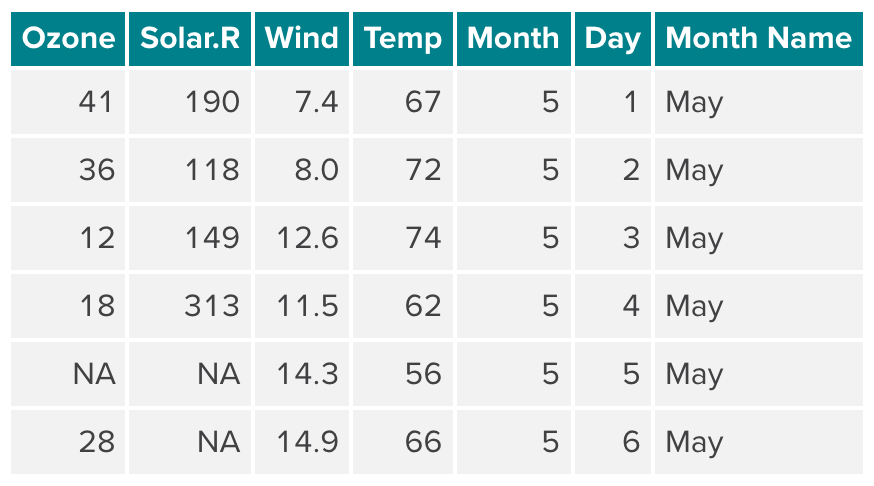 Ozone Solar.R Wind Temp Month Day Month Name
41 190 7.4 67 5 1 May
36 118 8.0 72 5 2 May
12 149 12.6 74 5 3 May
18 313 11.5 62 5 4 May
NA NA 14.3 56 5 5 May
28 NA 14.9 66 5 6 May